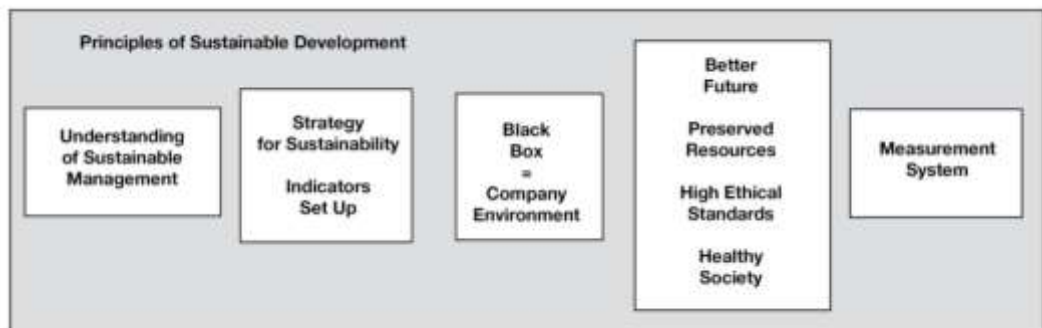 Principles of Sustainable Development
Understanding
of Sustainable
Management
Strategy
for Sustainability
Indicators
Set Up
Black
Box
=
Company
Environment
Better
Future
Preserved
Resources
High Ethical
Standards
Healthy
Society
Measurement
System